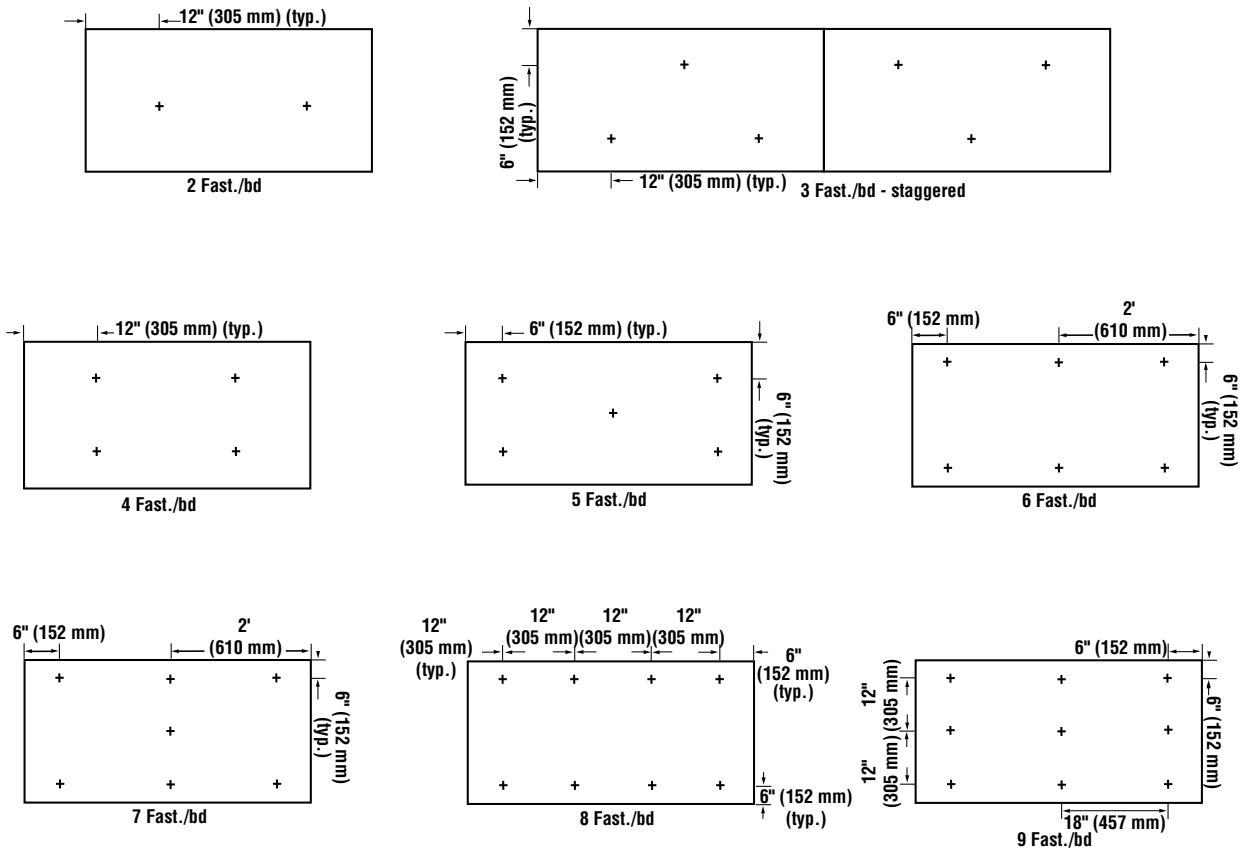 12" (305 mm) (typ.)
2 Fast./bd
6" (152 mm)
(typ.)
12" (305 mm) (typ.)
3 Fast./bd - staggered
12" (305 mm) (typ.)
4 Fast./bd
6" (152 mm) (typ.)
6" (152 mm)
(typ.)
5 Fast./bd
6" (152 mm)
2'
(610 mm)
6" (152 mm)
(typ.)
6 Fast./bd
6" (152 mm)
2'
(610 mm)
6" (152 mm)
(typ.)
7 Fast./bd
12"
(305 mm)
(typ.)
12"
(305 mm)
12"
(305 mm)
12"
(305 mm)
6"
(152 mm)
(typ.)
6" (152 mm)
(typ.)
8 Fast./bd
6" (152 mm)
12"
(305 mm)
12"
(305 mm)
6" (152 mm)
18" (457 mm)
9 Fast./bd